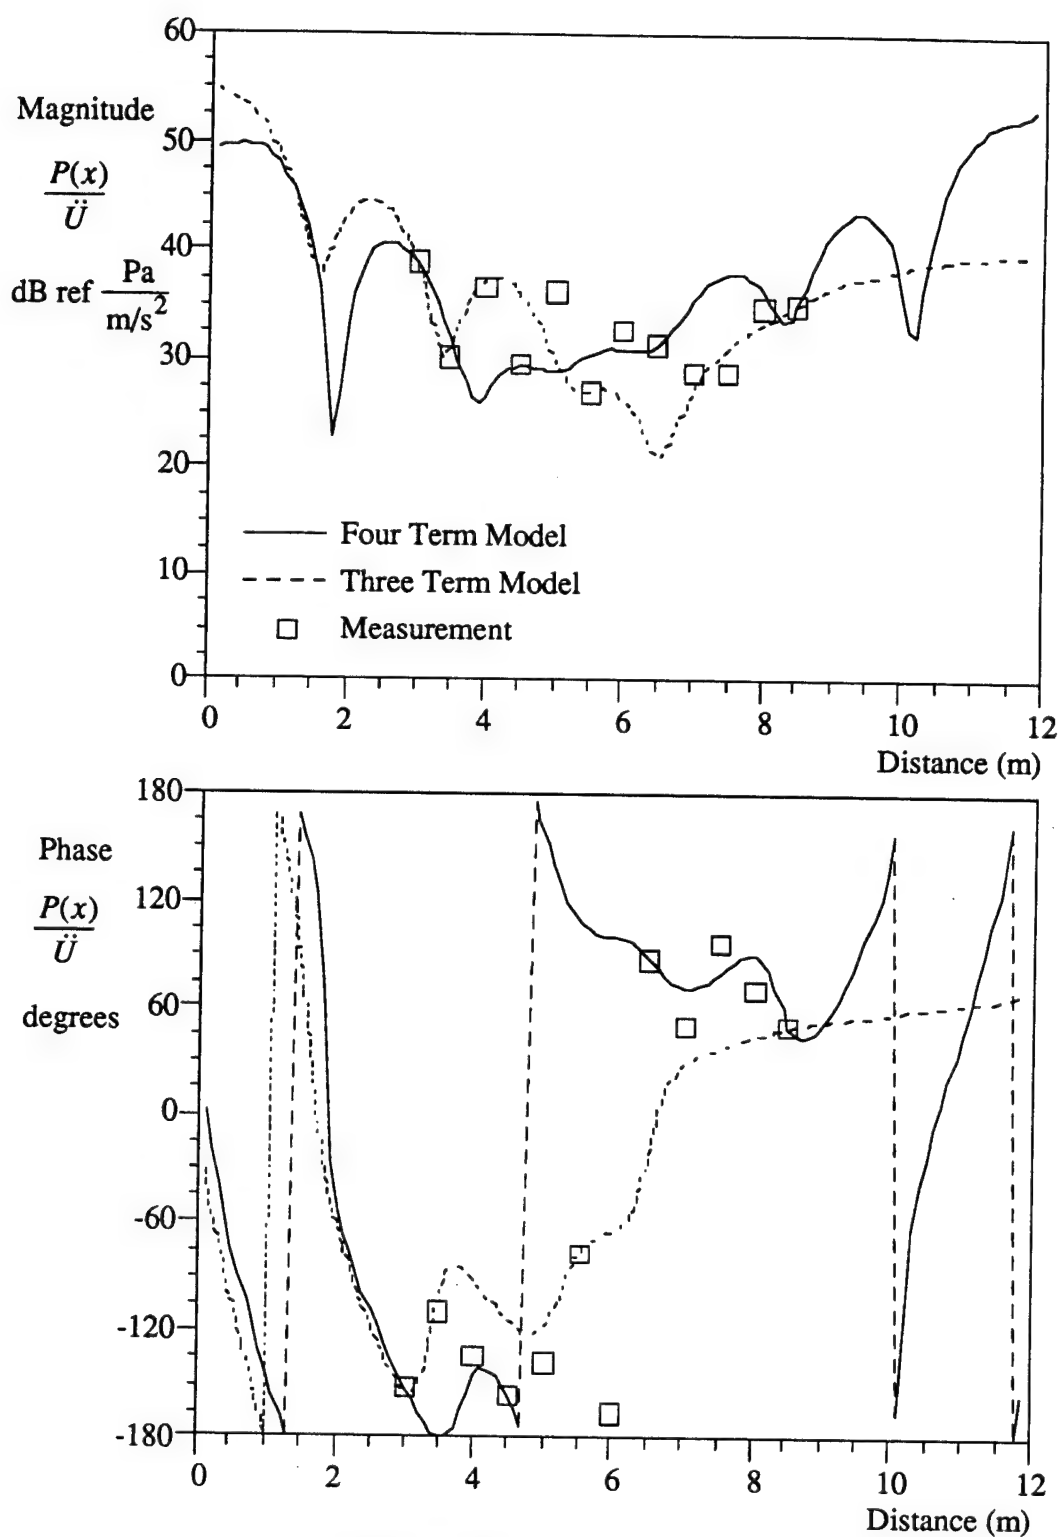 60
Magnitude
50
P(x)
Ü
40
dB ref Pa
m/s²
30
20
Four Term Model
10
Three Term Model
Measurement
0
0 2 4 6 8 10 12
Distance (m)
180
Phase
120
P(x)
Ü
60
degrees
0
-60
-120
-180
0 2 4 6 8 10 12
Distance (m)